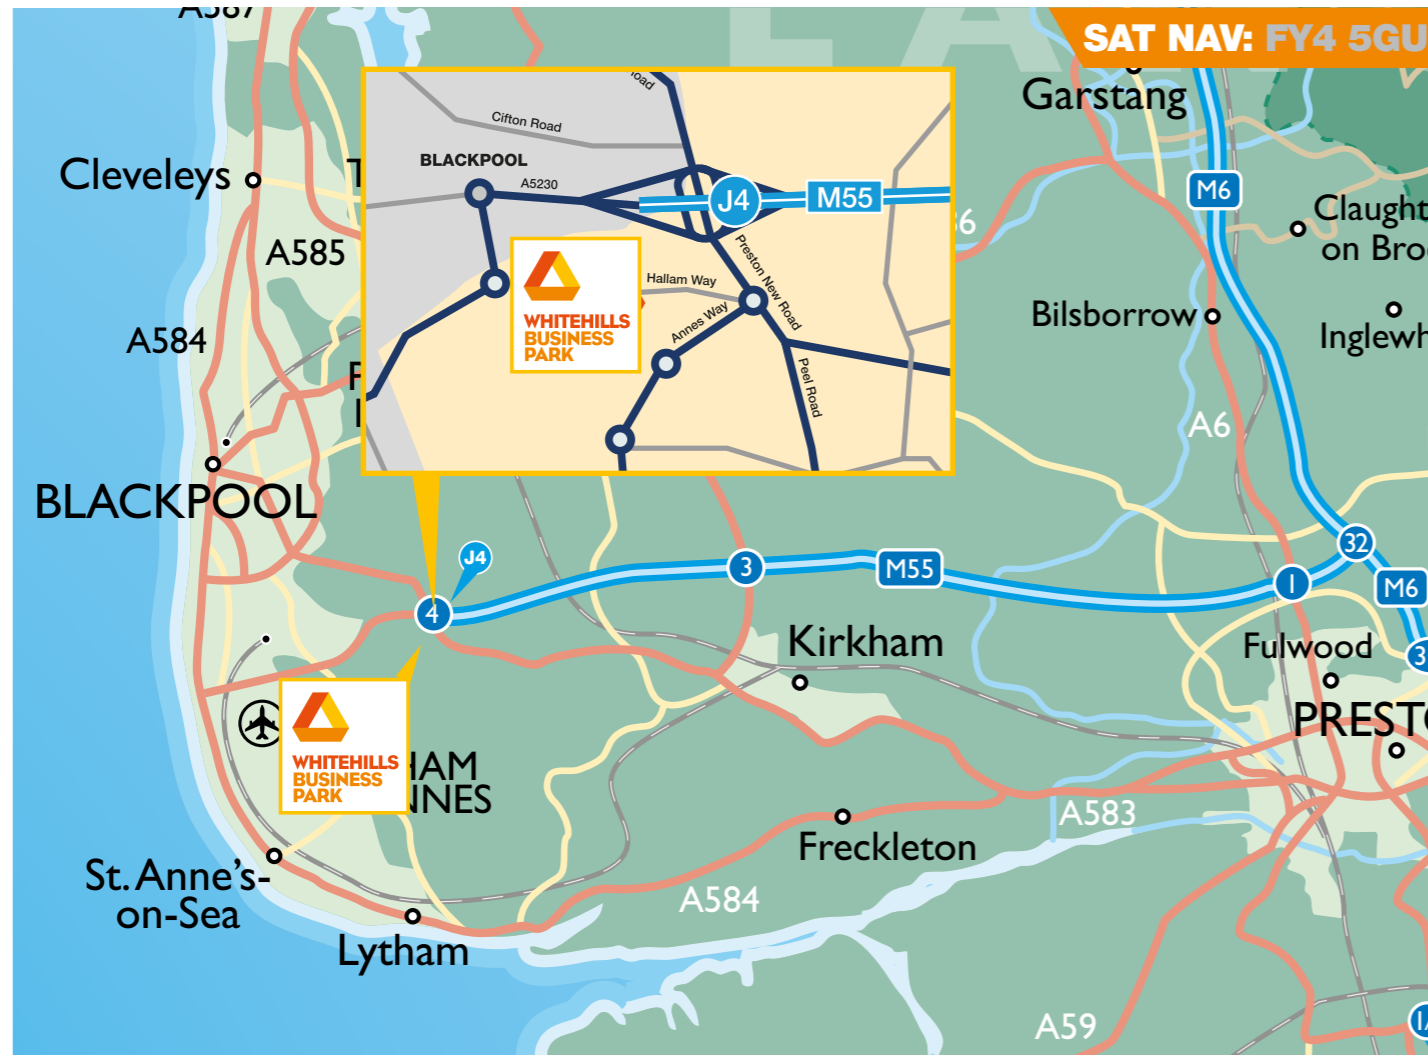 A587
SAT NAV: FY4 5GU
Garstang
Cleveleys
A585
A584
BLACKPOOL
Cifton Road
BLACKPOOL
A5230
J4
M55
Preston New Road
Hallam Way
Annes Way
Peel Road
WHITEHILLS
BUSINESS
PARK
M6
Claught
on Bro
Bilsborrow
Inglewh
A6
J4
4
3
M55
1
32
M6
Kirkham
Fulwood
PRESTO
WHITEHILLS
BUSINESS
PARK
HAM
NNES
St. Anne's-
on-Sea
Lytham
Freckleton
A583
A584
A59